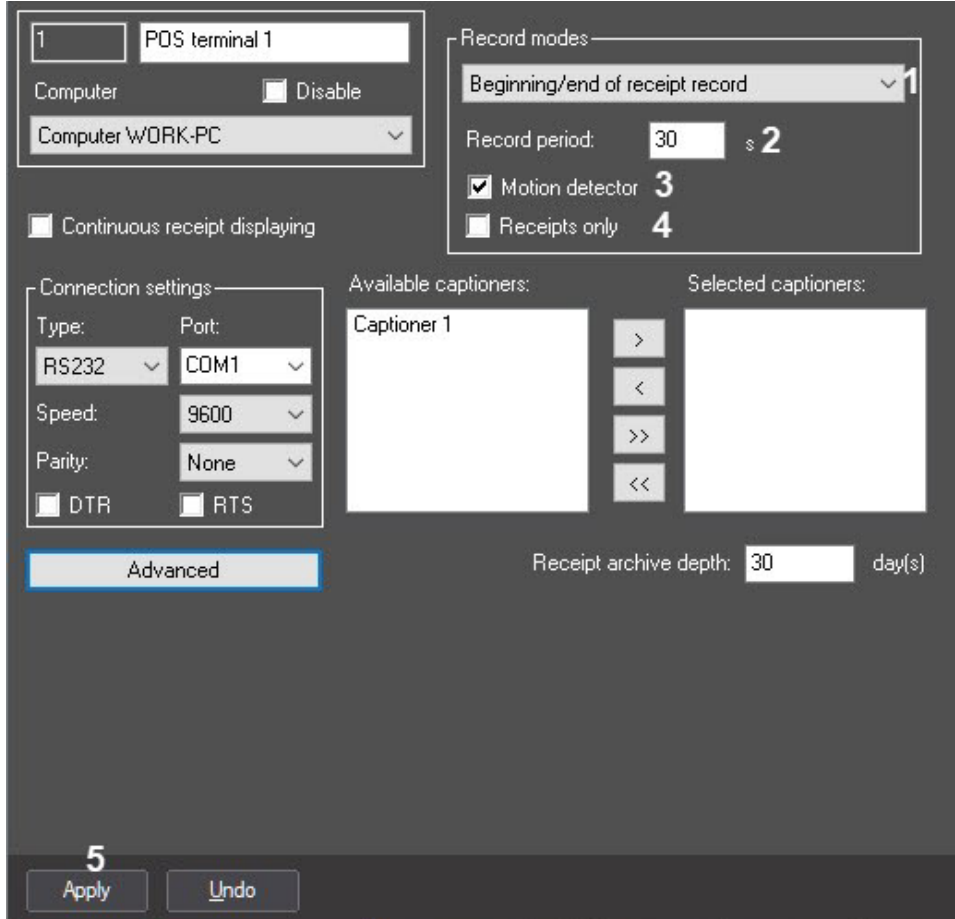 1 POS terminal 1
Computer Disable
Computer WORK-PC
Continuous receipt displaying
Record modes
Beginning/end of receipt record 1
Record period: 30 s 2
Motion detector 3
Receipts only 4
Connection settings
Type: Port:
RS232 COM1
Speed: 9600
Parity: None
DTR RTS
Advanced
Available captioners:
Captioner 1
>
<
>>
<<
Selected captioners:
Receipt archive depth: 30 day(s)
5
Apply Undo